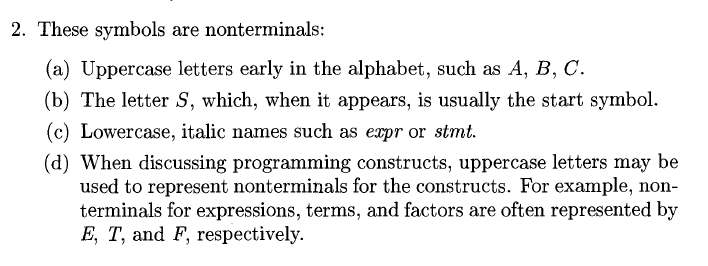 2. These symbols are nonterminals:
(a) Uppercase letters early in the alphabet, such as A, B, C.
(b) The letter S, which, when it appears, is usually the start symbol.
(c) Lowercase, italic names such as expr or stmt.
(d) When discussing programming constructs, uppercase letters may be
used to represent nonterminals for the constructs. For example, non-
terminals for expressions, terms, and factors are often represented by
E, T, and F, respectively.